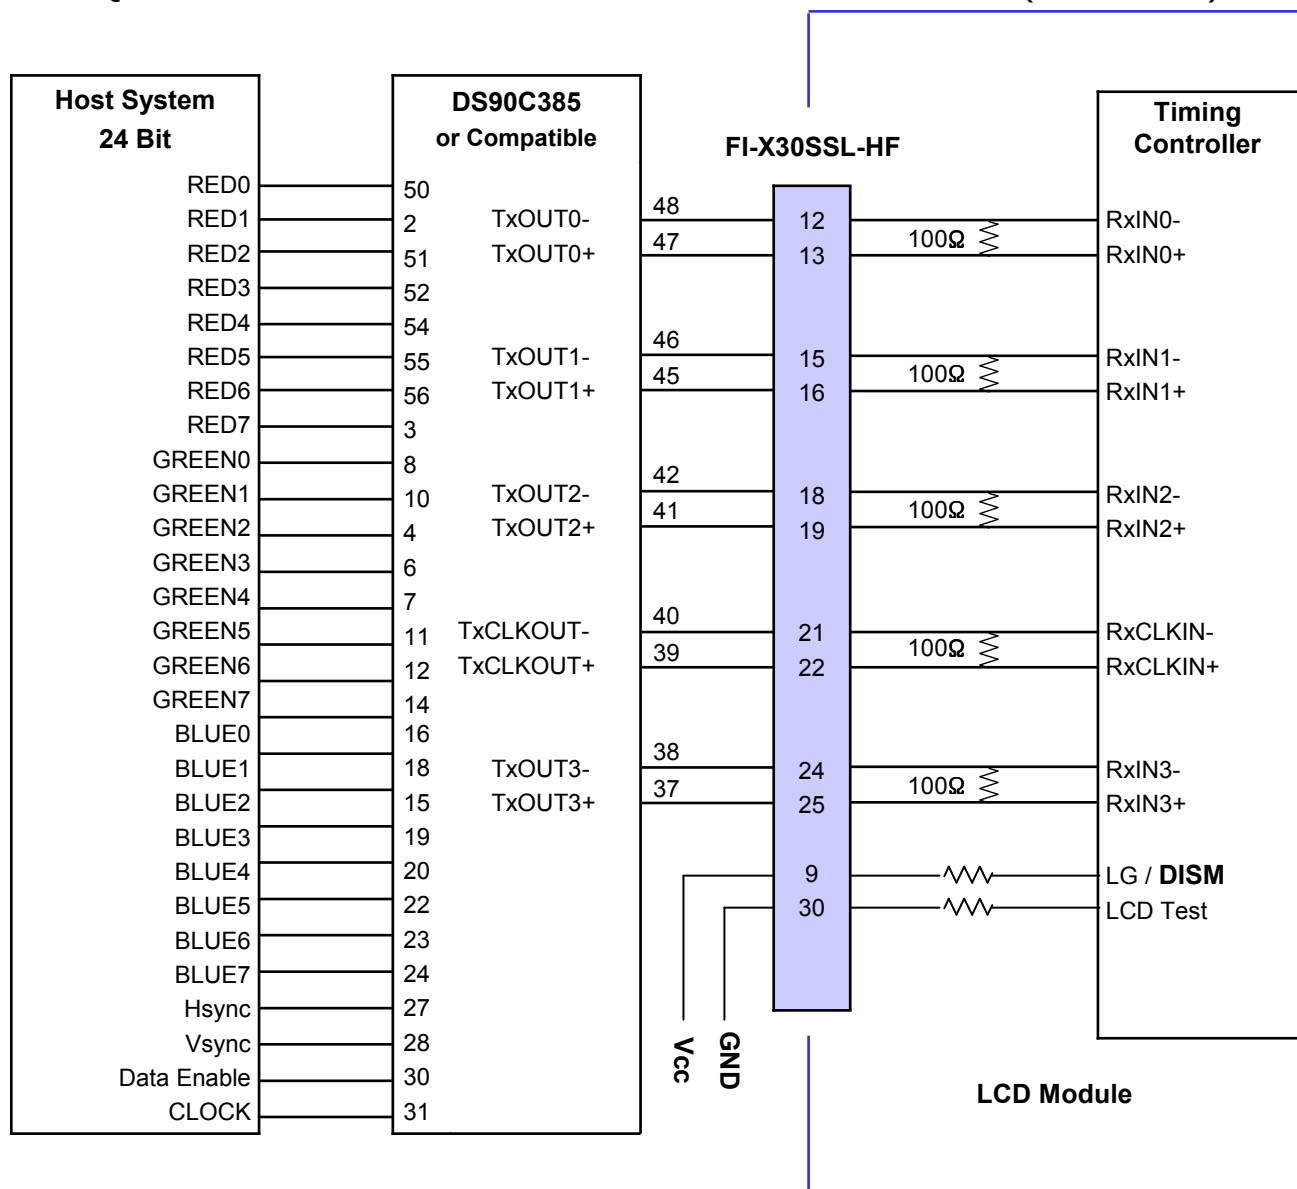 Host System
24 Bit
RED0
RED1
RED2
RED3
RED4
RED5
RED6
RED7
GREEN0
GREEN1
GREEN2
GREEN3
GREEN4
GREEN5
GREEN6
GREEN7
BLUE0
BLUE1
BLUE2
BLUE3
BLUE4
BLUE5
BLUE6
BLUE7
Hsync
Vsync
Data Enable
CLOCK
DS90C385
or Compatible
50
2
51
52
54
55
56
3
8
10
4
6
7
11
12
14
16
18
15
19
20
22
23
24
27
28
30
31
TxOUT0-
TxOUT0+
TxOUT1-
TxOUT1+
TxOUT2-
TxOUT2+
TxCLKOUT-
TxCLKOUT+
TxOUT3-
TxOUT3+
48
47
46
45
42
41
40
39
38
37
Vcc
GND
FI-X30SSL-HF
12
13
15
16
18
19
21
22
24
25
9
30
100Ω
100Ω
100Ω
100Ω
100Ω
Timing
Controller
RxIN0-
RxIN0+
RxIN1-
RxIN1+
RxIN2-
RxIN2+
RxCLKIN-
RxCLKIN+
RxIN3-
RxIN3+
LG / DISM
LCD Test
LCD Module